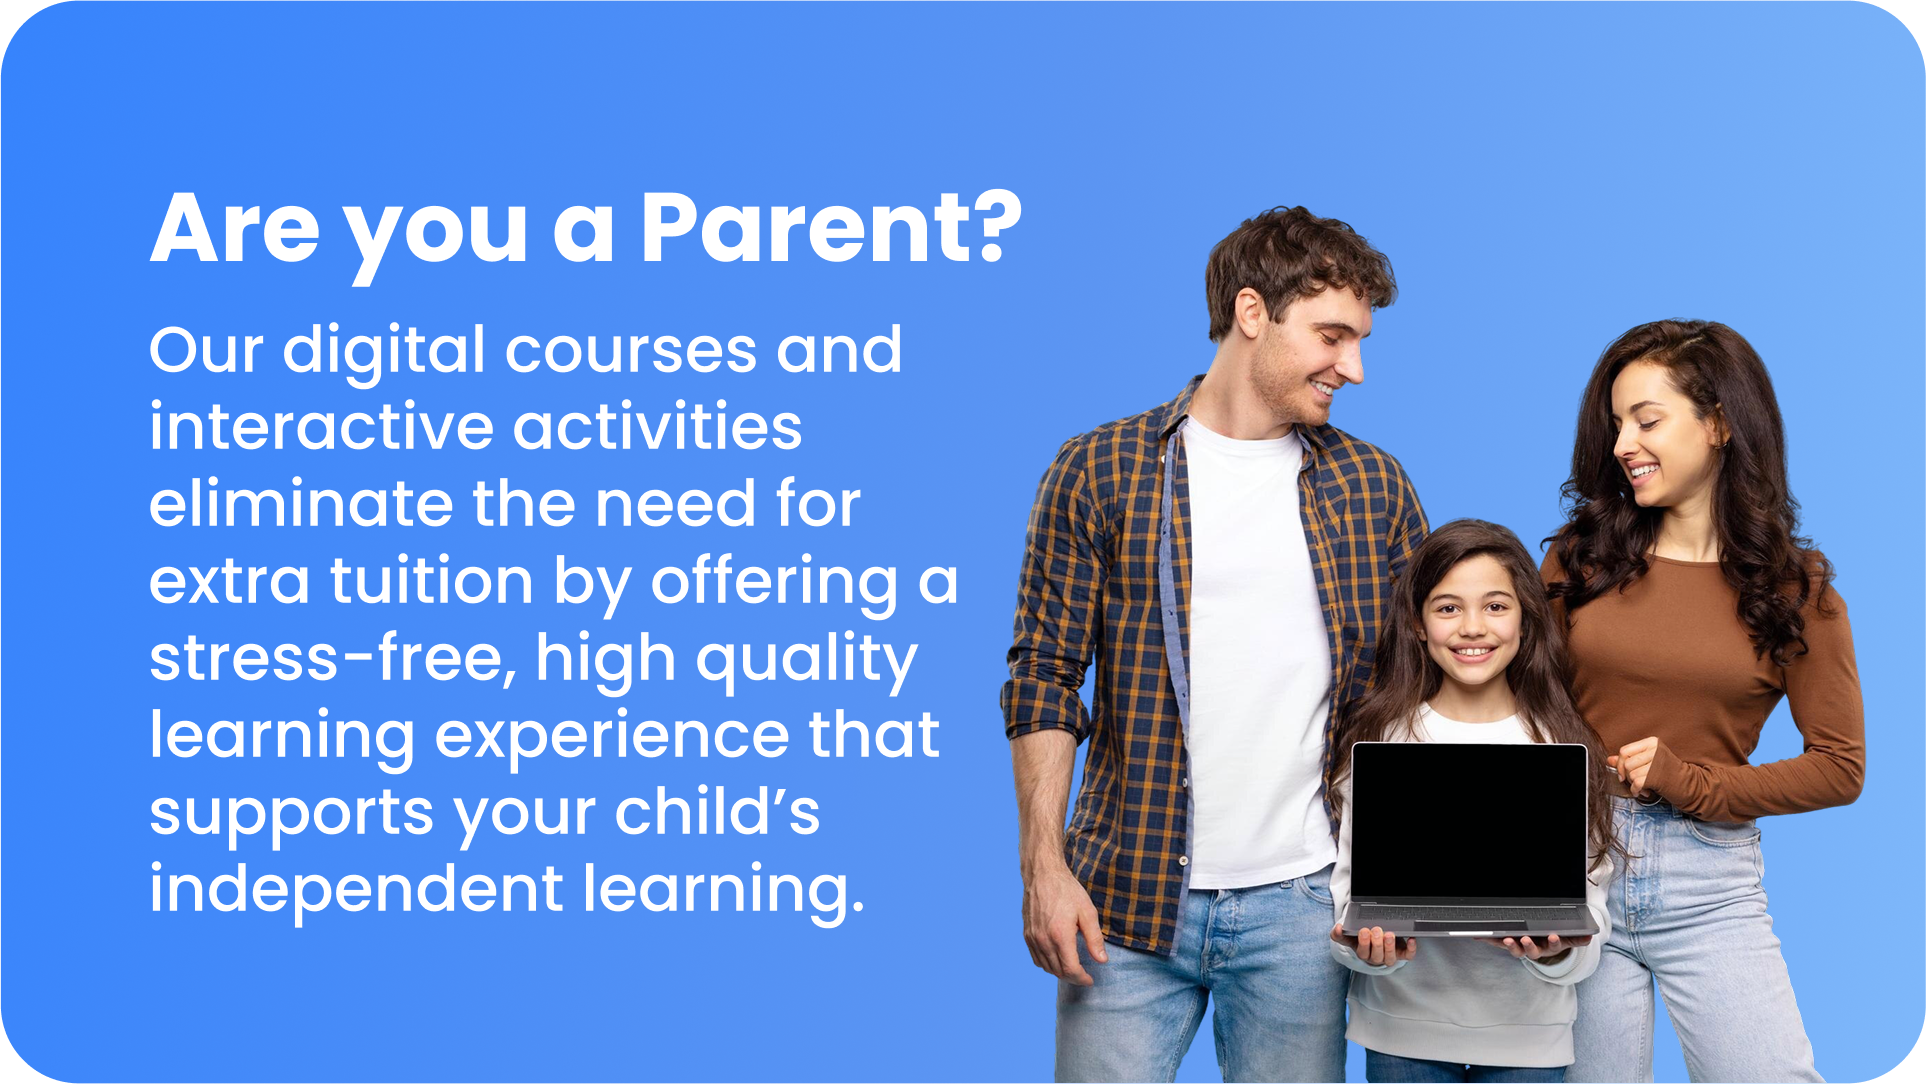 Are you a Parent?
Our digital courses and
interactive activities
eliminate the need for
extra tuition by offering a
stress-free, high quality
learning experience that
supports your child’s
independent learning.